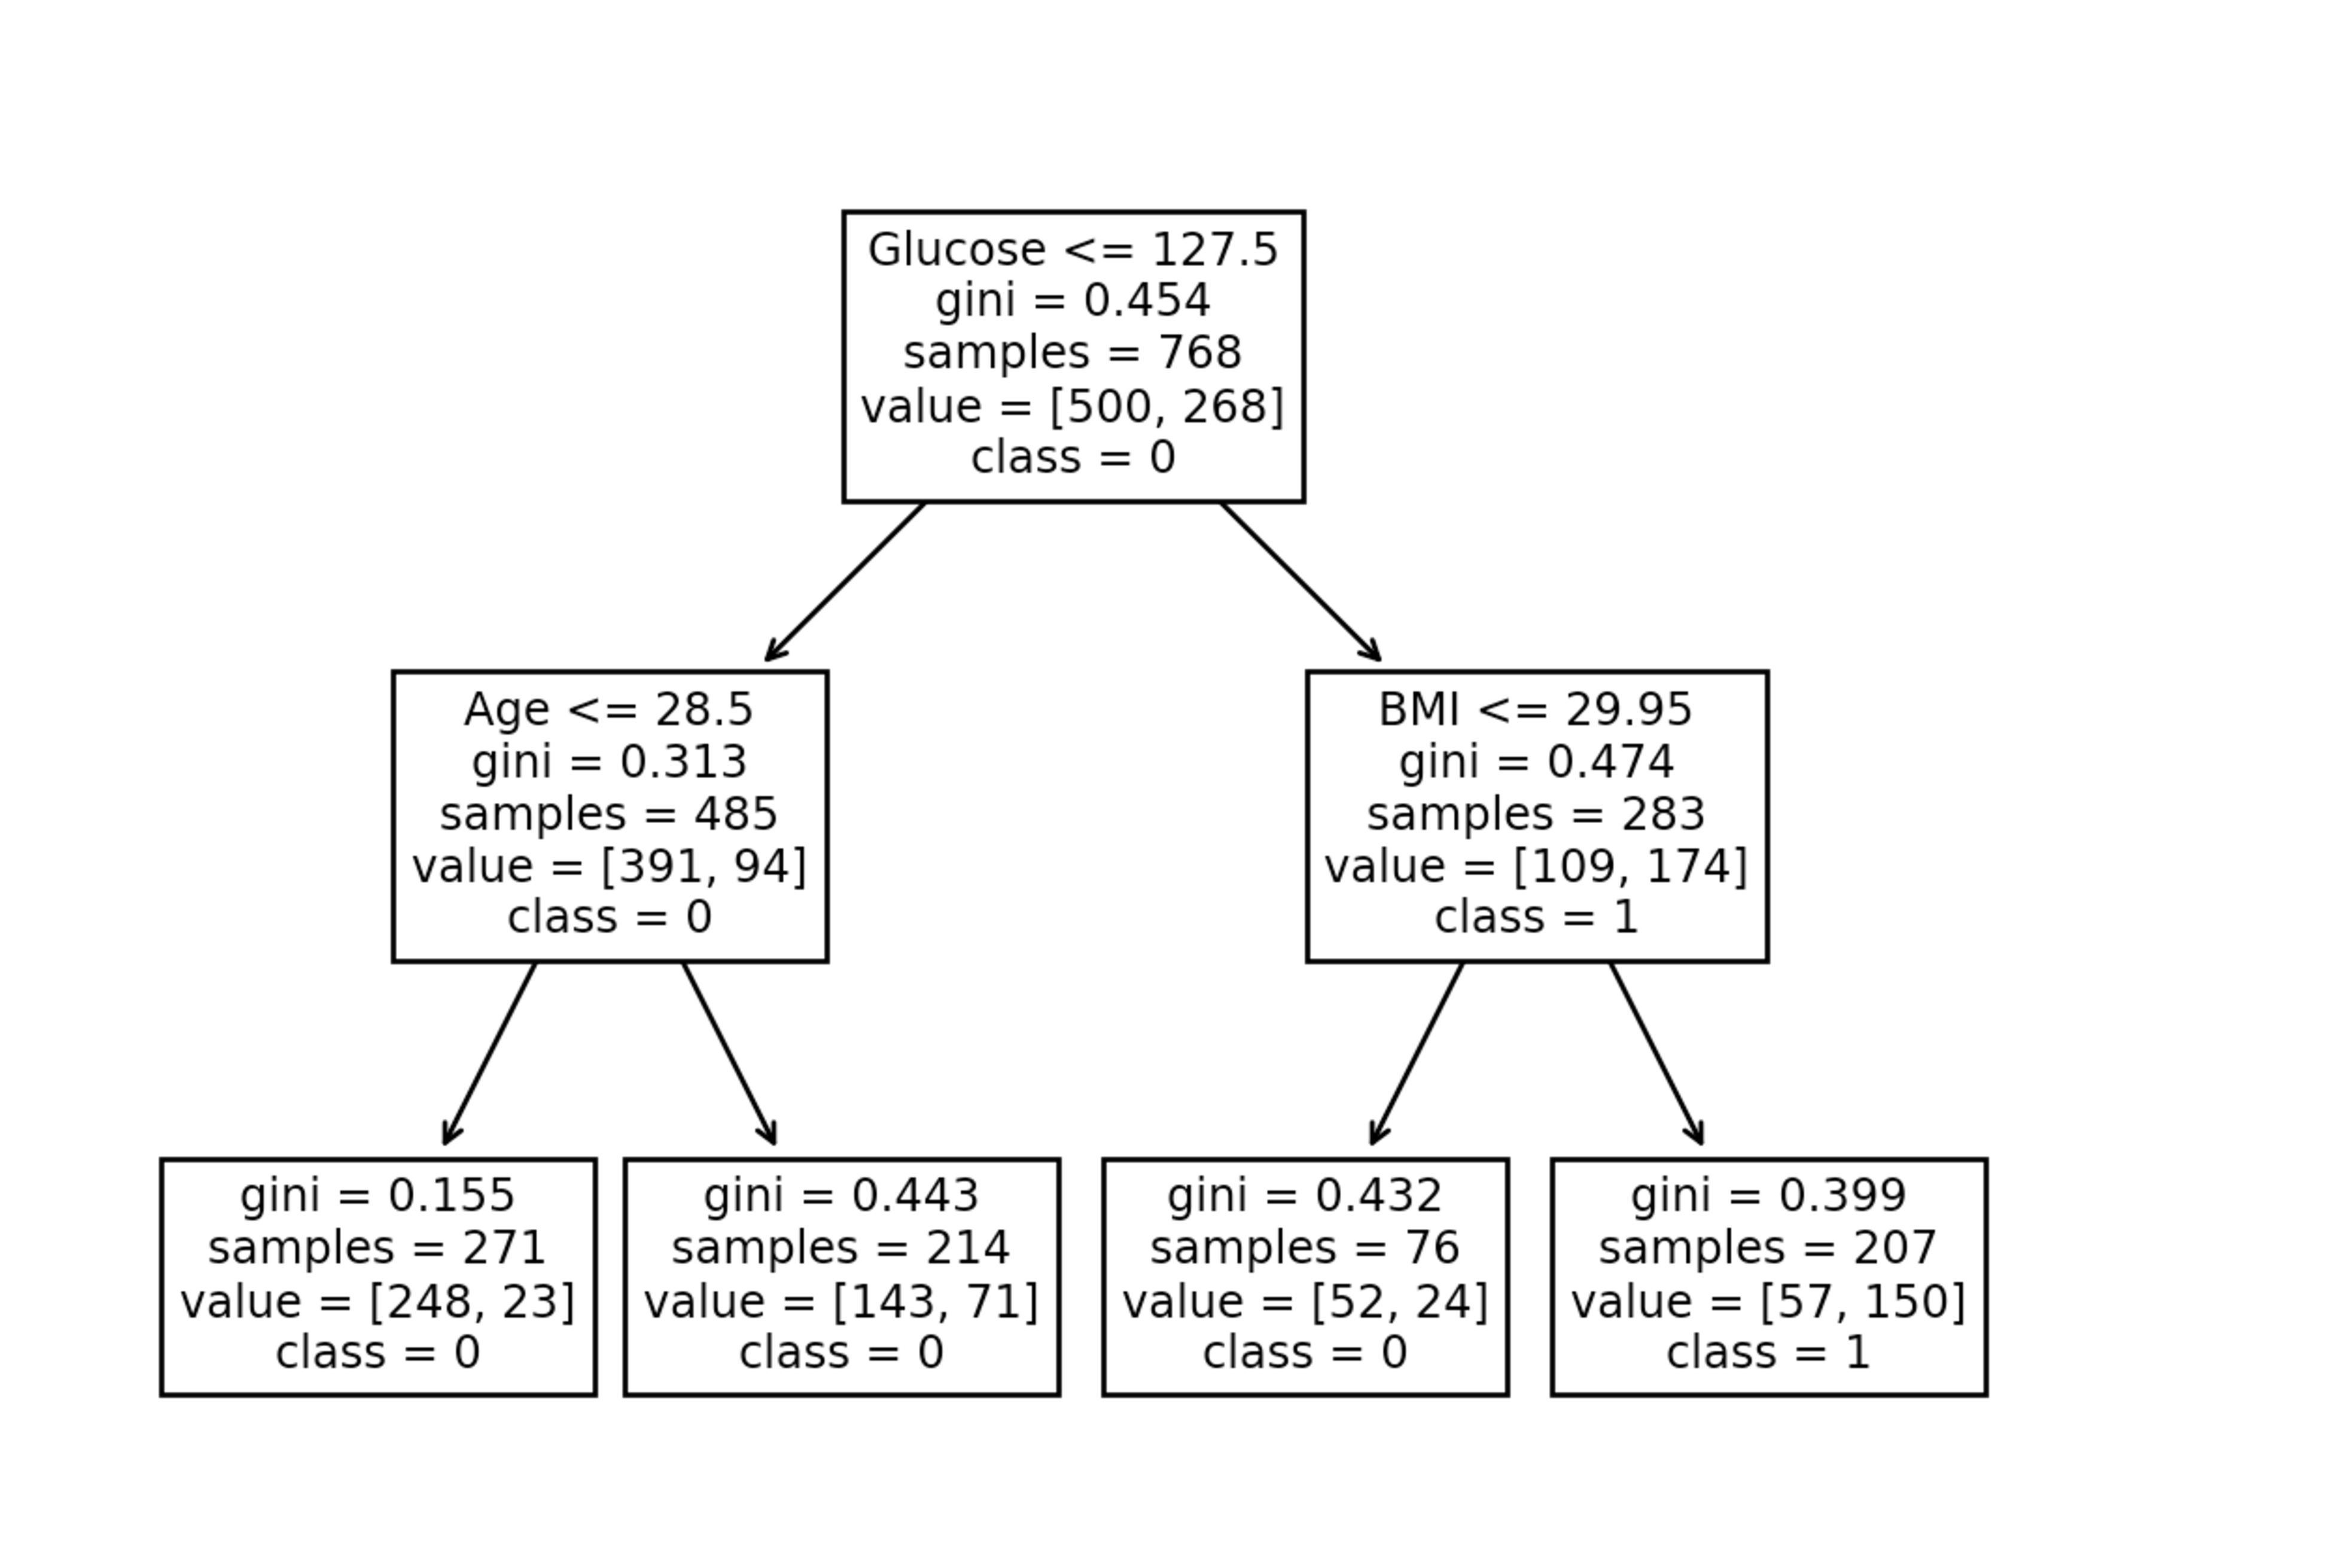 Glucose <= 127.5
gini = 0.454
samples = 768
value = [500, 268]
class = 0
Age <= 28.5
gini = 0.313
samples = 485
value = [391, 94]
class = 0
BMI <= 29.95
gini = 0.474
samples = 283
value = [109, 174]
class = 1
gini = 0.155
samples = 271
value = [248, 23]
class = 0
gini = 0.443
samples = 214
value = [143, 71]
class = 0
gini = 0.432
samples = 76
value = [52, 24]
class = 0
gini = 0.399
samples = 207
value = [57, 150]
class = 1